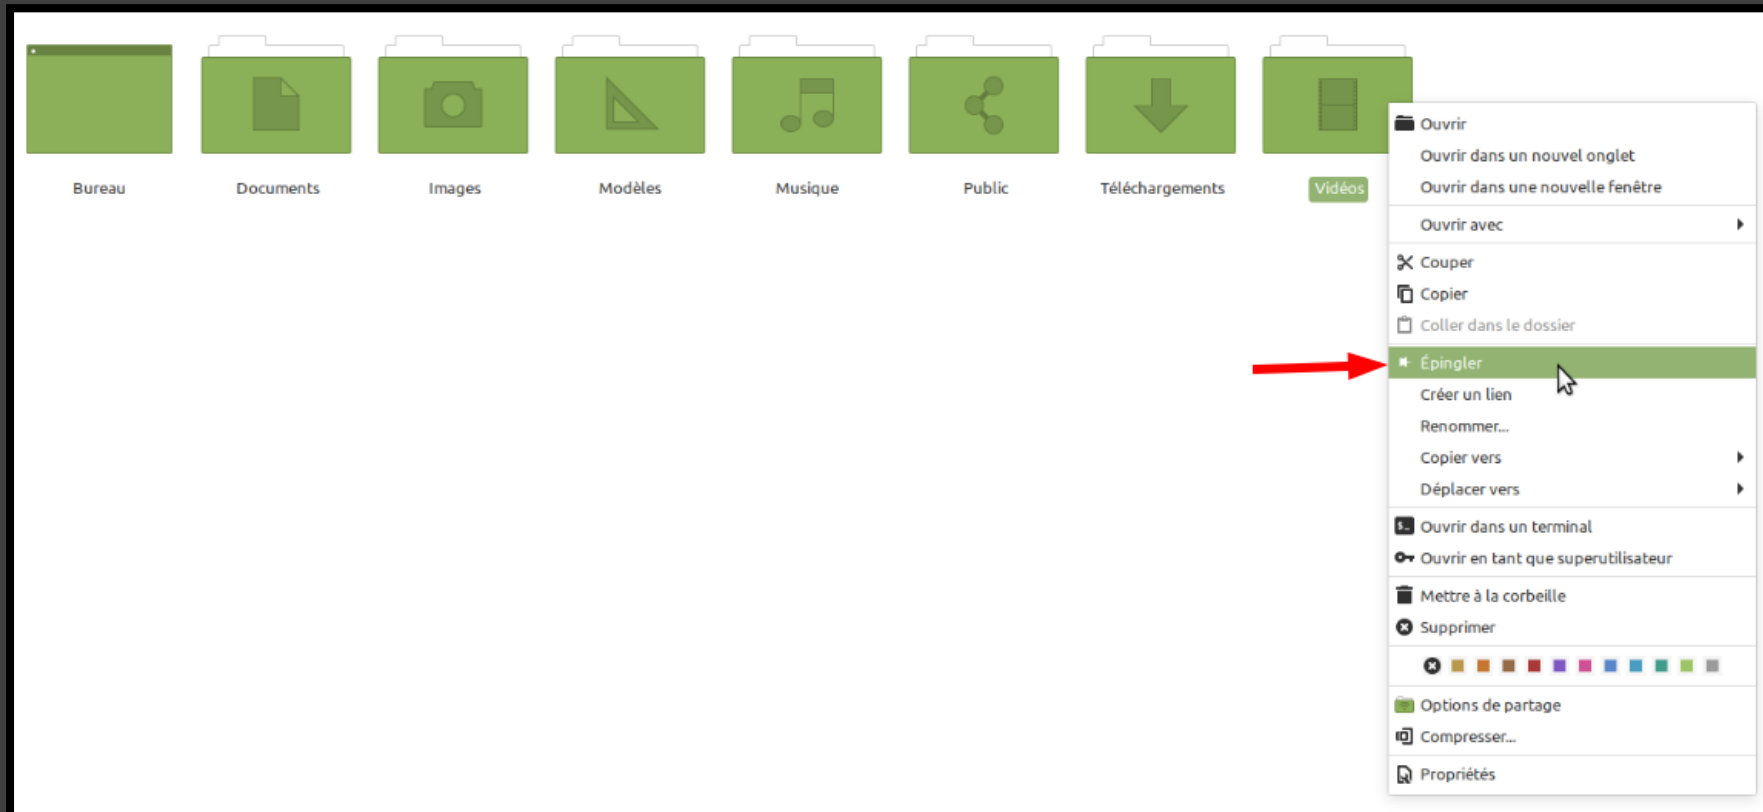 Bureau
Documents
Images
Modèles
Musique
Public
Téléchargements
Vidéos
Ouvrir
Ouvrir dans un nouvel onglet
Ouvrir dans une nouvelle fenêtre
Ouvrir avec
Couper
Copier
Coller dans le dossier
Épingler
Créer un lien
Renommer...
Copier vers
Déplacer vers
Ouvrir dans un terminal
Ouvrir en tant que superutilisateur
Mettre à la corbeille
Supprimer
Options de partage
Compresser...
Propriétés